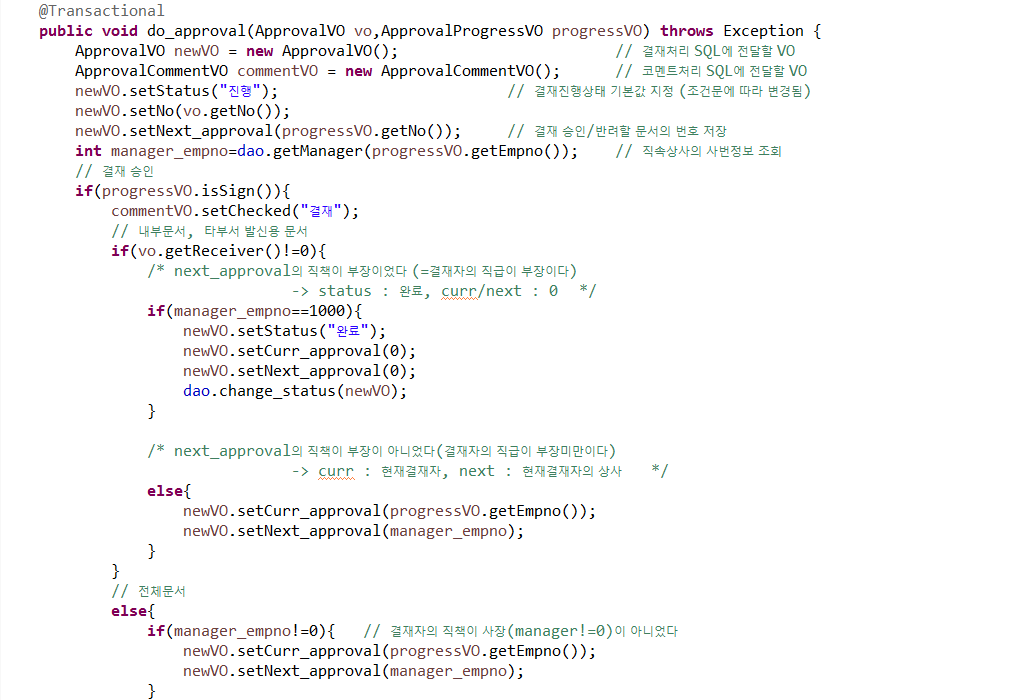 @Transactional
public void do_approval(ApprovalVO vo,ApprovalProgressVO progressVO) throws Exception {
ApprovalVO newVO = new ApprovalVO(); // 결재처리 SQL에 전달할 VO
ApprovalCommentVO commentVO = new ApprovalCommentVO(); // 코멘트처리 SQL에 전달할 VO
newVO.setStatus("진행"); // 결재진행상태 기본값 지정 (조건문에 따라 변경됨)
newVO.setNo(vo.getNo());
newVO.setNext_approval(progressVO.getNo()); // 결재 승인/반려할 문서의 번호 저장
int manager_empno=dao.getManager(progressVO.getEmpno()); // 직속상사의 사번정보 조회
// 결재 승인
if(progressVO.isSign()){
commentVO.setChecked("결재");
// 내부문서, 타부서 발신용 문서
if(vo.getReceiver()!=0){
/* next_approval의 직책이 부장이었다 (=결재자의 직급이 부장이다)
-> status : 완료, curr/next : 0 */
if(manager_empno==1000){
newVO.setStatus("완료");
newVO.setCurr_approval(0);
newVO.setNext_approval(0);
dao.change_status(newVO);
}
/* next_approval의 직책이 부장이 아니었다(결재자의 직급이 부장미만이다)
-> curr : 현재결재자, next : 현재결재자의 상사 */
else{
newVO.setCurr_approval(progressVO.getEmpno());
newVO.setNext_approval(manager_empno);
}
}
// 전체문서
else{
if(manager_empno!=0){ // 결재자의 직책이 사장(manager!=0)이 아니었다
newVO.setCurr_approval(progressVO.getEmpno());
newVO.setNext_approval(manager_empno);
}